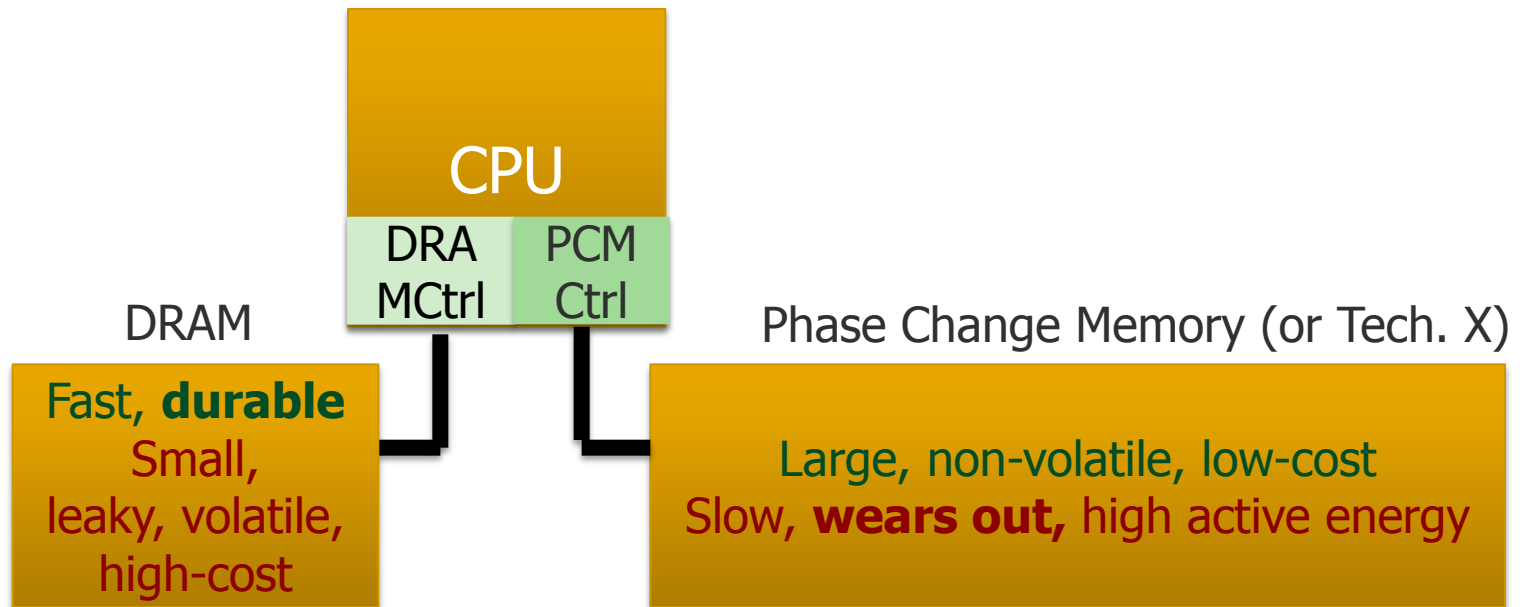 CPU
DRA
MCtrl
PCM
Ctrl
DRAM
Phase Change Memory (or Tech. X)
Fast, durable
Small,
leaky, volatile,
high-cost
Large, non-volatile, low-cost
Slow, wears out, high active energy